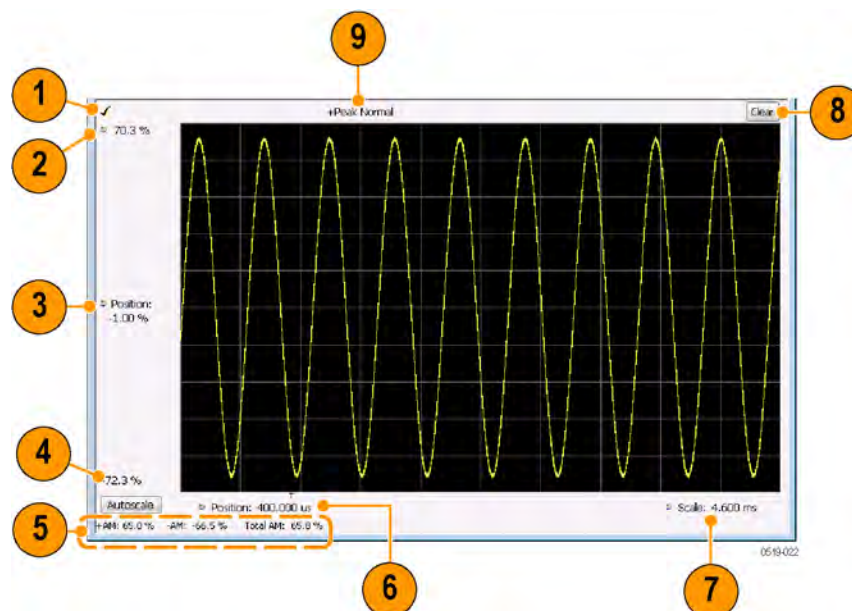 9
1
+Peak Normal
Clear
8
2
70.3 %
3
Position:
-1.00 %
4
-72.3 %
Autoscale
Position: -400.000 us
Scale: 4.600 ms
5
+AM: 65.0 % -AM: -66.5 % Total AM: 65.8 %
0519-022
6
7